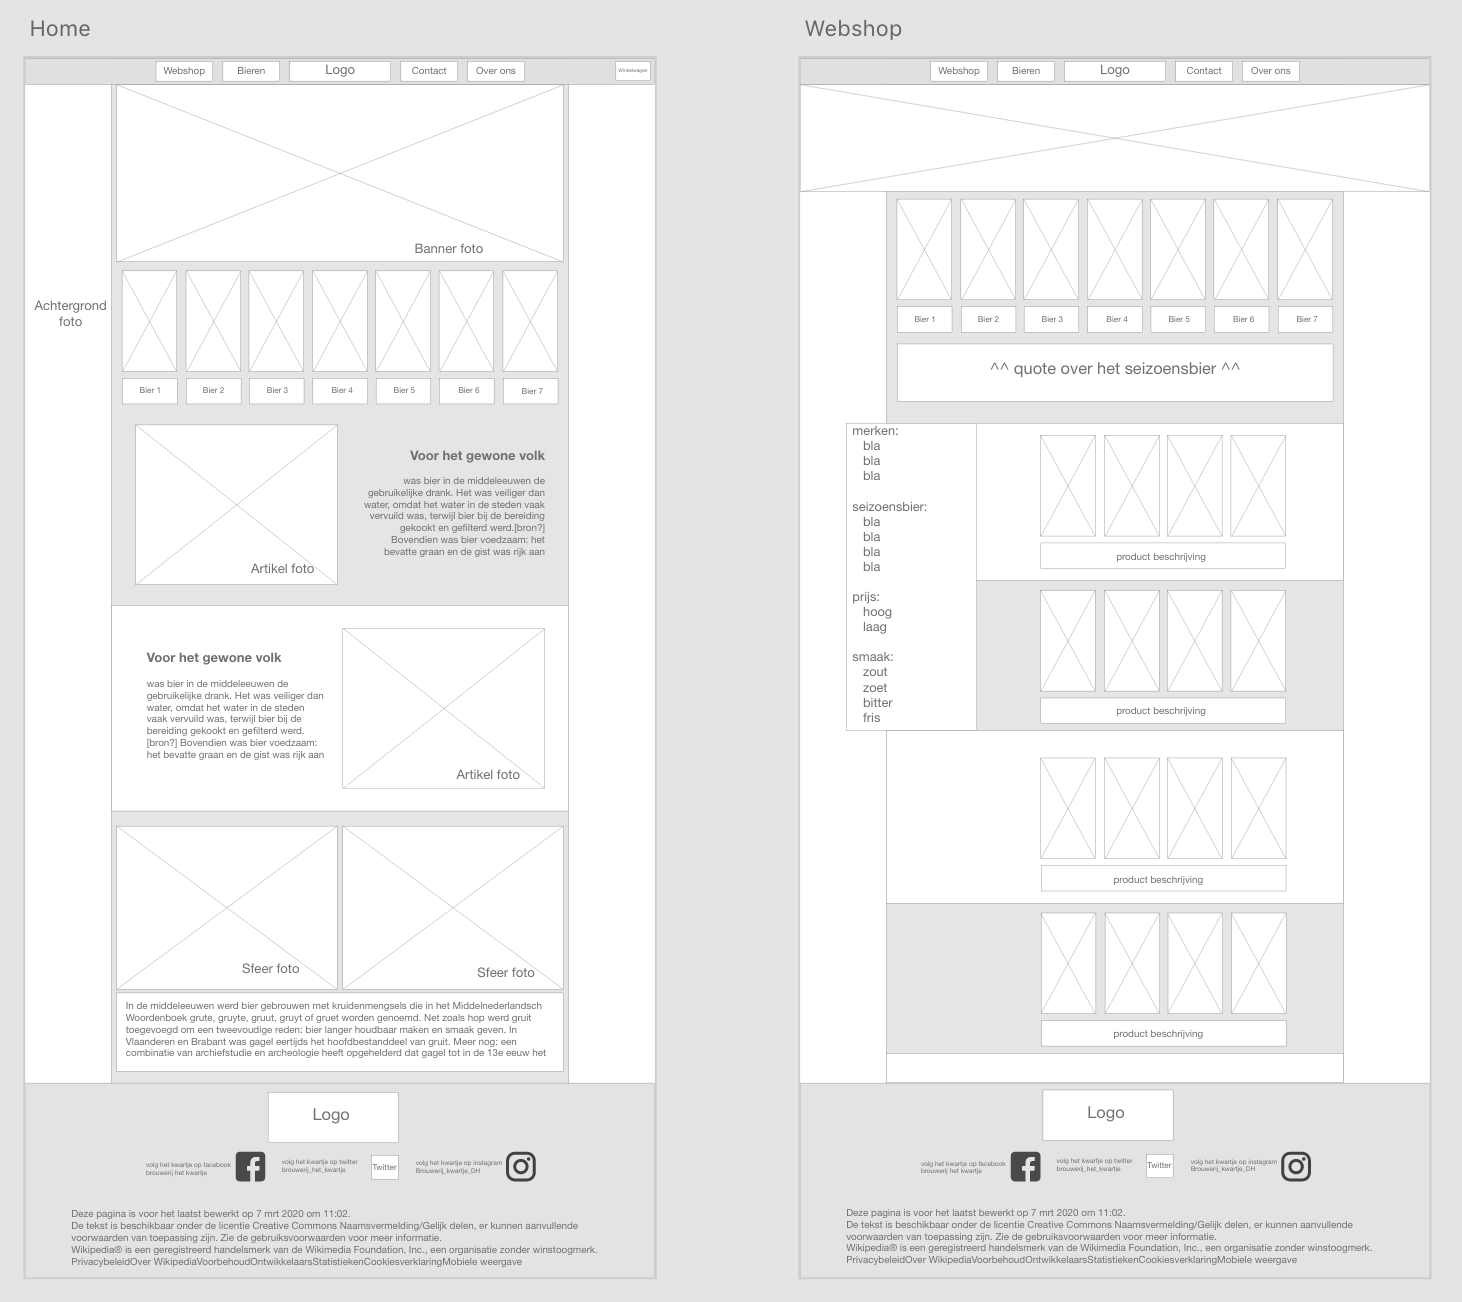 Home
Webshop
Bieren
Logo
Contact
Over ons
Winkelwagen
Banner foto
Achtergrond
foto
Bier 1
Bier 2
Bier 3
Bier 4
Bier 5
Bier 6
Bier 7
Artikel foto
Voor het gewone volk
was bier in de middeleeuwen de
gebruikelijke drank. Het was veiliger dan
water, omdat het water in de steden vaak
vervuild was, terwijl bier bij de bereiding
gekookt en gefilterd werd.[bron?]
Bovendien was bier voedzaam: het
bevatte graan en de gist was rijk aan
Voor het gewone volk
was bier in de middeleeuwen de
gebruikelijke drank. Het was veiliger dan
water, omdat het water in de steden
vaak vervuild was, terwijl bier bij de
bereiding gekookt en gefilterd werd.
[bron?] Bovendien was bier voedzaam:
het bevatte graan en de gist was rijk aan
Artikel foto
Sfeer foto
Sfeer foto
In de middeleeuwen werd bier gebrouwen met kruidenmengsels die in het Middelnederlandsch
Woordenboek grute, gruyte, gruut, gruyt of gruet worden genoemd. Net zoals hop werd gruit
toegevoegd om een tweevoudige reden: bier langer houdbaar maken en smaak geven. In
Vlaanderen en Brabant was gagel eertijds het hoofdbestanddeel van gruit. Meer nog: een
combinatie van archiefstudie en archeologie heeft opgehelderd dat gagel tot in de 13e eeuw het
Logo
volg het kwartje op facebook
brouwerij het kwartje
volg het kwartje op twitter
brouwerij_het_kwartje
Twitter
volg het kwartje op instagram
Brouwerij_kwartje_DH
Deze pagina is voor het laatst bewerkt op 7 mrt 2020 om 11:02.
De tekst is beschikbaar onder de licentie Creative Commons Naamsvermelding/Gelijk delen, er kunnen aanvullende
voorwaarden van toepassing zijn. Zie de gebruiksvoorwaarden voor meer informatie.
Wikipedia® is een geregistreerd handelsmerk van de Wikimedia Foundation, Inc., een organisatie zonder winstoogmerk.
PrivacybeleidOver WikipediaVoorbehoudOntwikkelaarsStatistiekenCookiesverklaringMobiele weergave
Webshop
Webshop
Bieren
Logo
Contact
Over ons
Bier 1
Bier 2
Bier 3
Bier 4
Bier 5
Bier 6
Bier 7
^^ quote over het seizoensbier ^^
merken:
bla
bla
bla
seizoensbier:
bla
bla
bla
bla
prijs:
hoog
laag
smaak:
zout
zoet
bitter
fris
product beschrijving
product beschrijving
product beschrijving
product beschrijving
Logo
volg het kwartje op facebook
brouwerij het kwartje
volg het kwartje op twitter
brouwerij_het_kwartje
Twitter
volg het kwartje op instagram
Brouwerij_kwartje_DH
Deze pagina is voor het laatst bewerkt op 7 mrt 2020 om 11:02.
De tekst is beschikbaar onder de licentie Creative Commons Naamsvermelding/Gelijk delen, er kunnen aanvullende
voorwaarden van toepassing zijn. Zie de gebruiksvoorwaarden voor meer informatie.
Wikipedia® is een geregistreerd handelsmerk van de Wikimedia Foundation, Inc., een organisatie zonder winstoogmerk.
PrivacybeleidOver WikipediaVoorbehoudOntwikkelaarsStatistiekenCookiesverklaringMobiele weergave